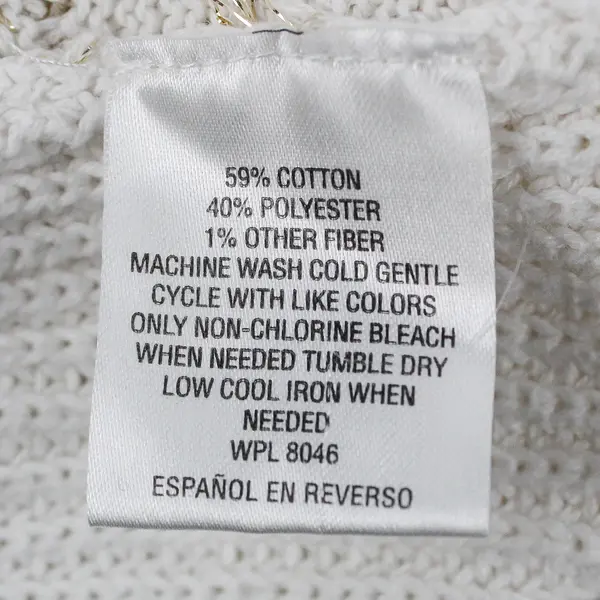 59% COTTON
40% POLYESTER
1% OTHER FIBER
MACHINE WASH COLD GENTLE
CYCLE WITH LIKE COLORS
ONLY NON-CHLORINE BLEACH
WHEN NEEDED TUMBLE DRY
LOW COOL IRON WHEN
NEEDED
WPL 8046
ESPAÑOL EN REVERSO